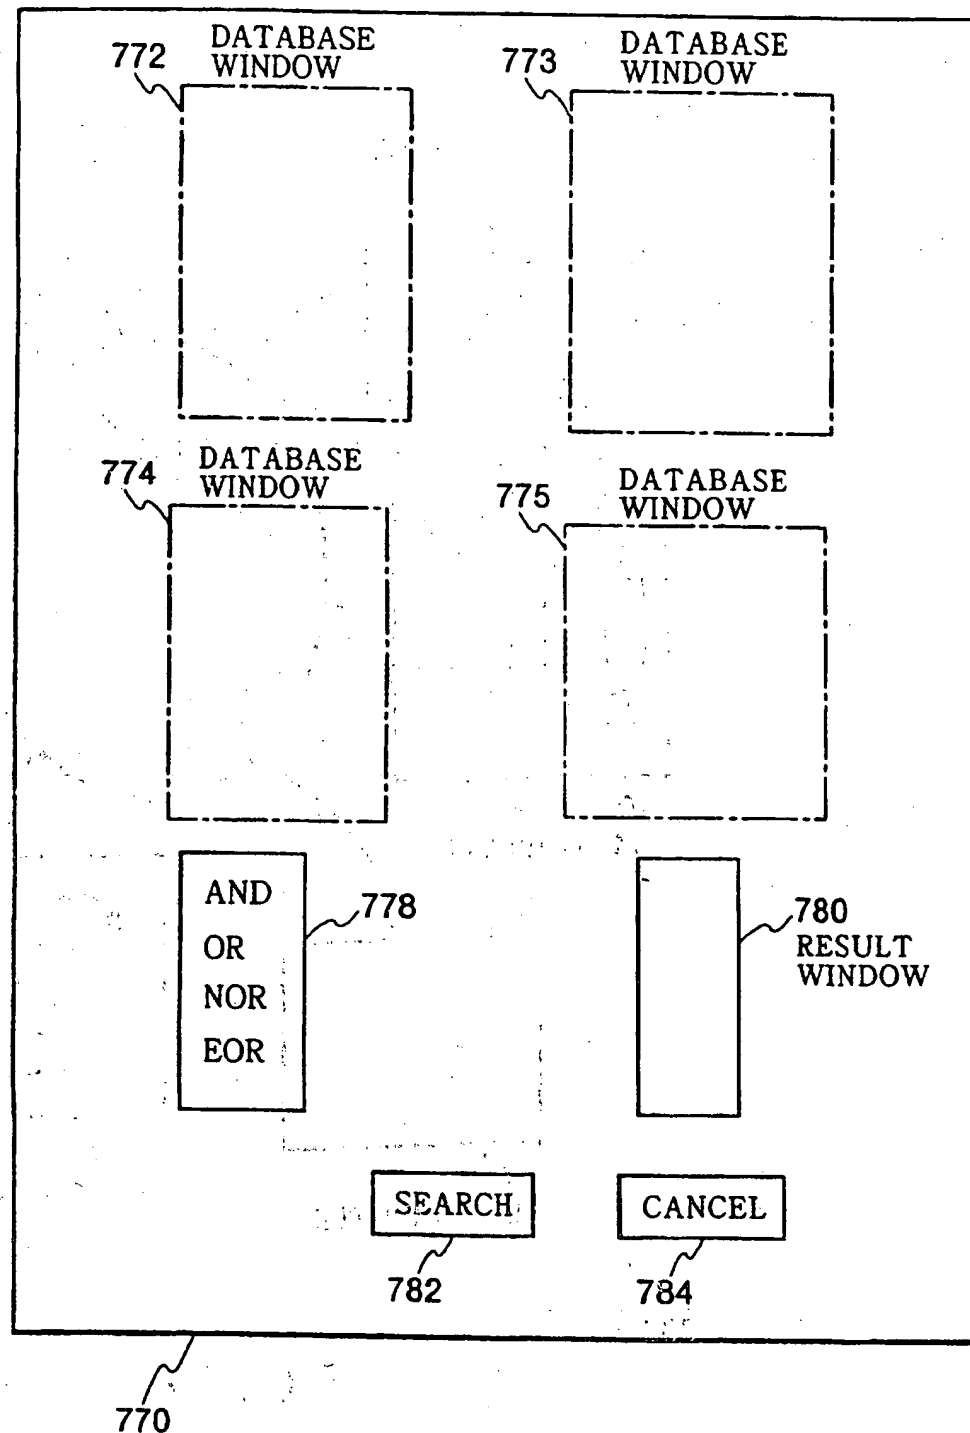 DATABASE
WINDOW
772
DATABASE
WINDOW
773
DATABASE
WINDOW
774
DATABASE
WINDOW
775
AND
OR
NOR
EOR
778
780
RESULT
WINDOW
SEARCH
CANCEL
782
784
770